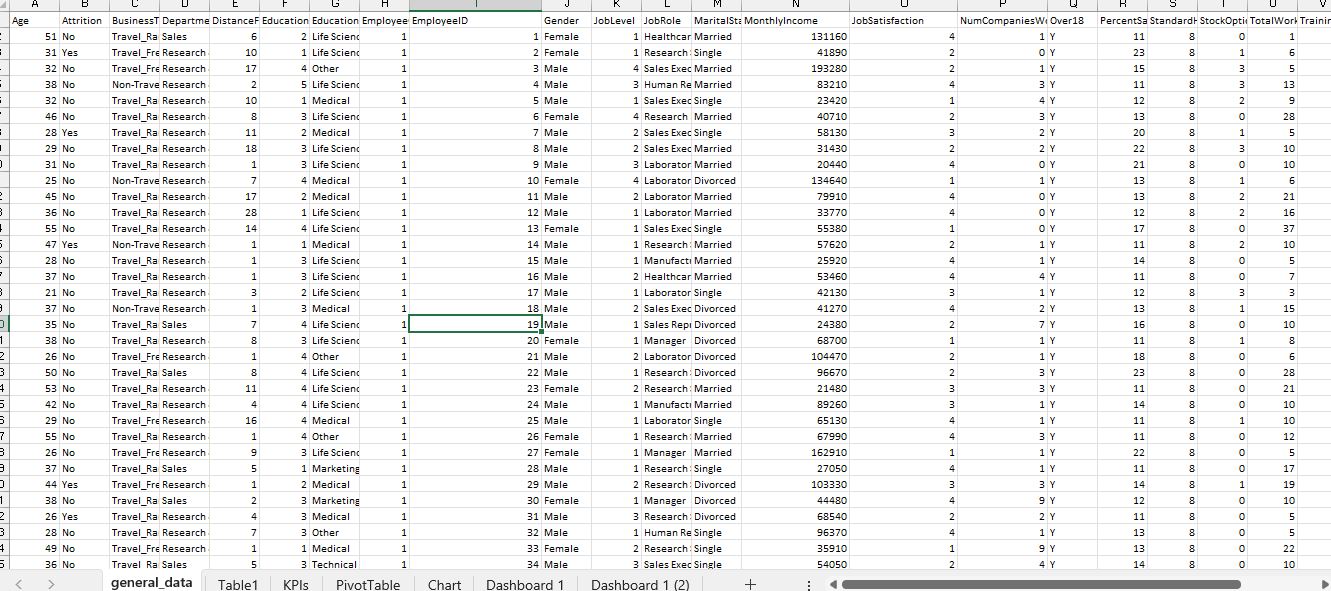 A B C D E F G H I J K L M N O P Q R S T U V
Age Attrition BusinessT Departme DistanceF Education Education Employee EmployeeID Gender JobLevel JobRole MaritalSta MonthlyIncome JobSatisfaction NumCompaniesWo Over18 PercentSa StandardH StockOptio TotalWork Trainin
51 No Travel_Ra Sales 6 2 Life Scienc 1 1 Female 1 Healthcar Married 131160 4 1 Y 11 8 0 1
31 Yes Travel_Fre Research 10 1 Life Scienc 1 2 Female 1 Research Single 41890 2 0 Y 23 8 1 6
32 No Travel_Fre Research 17 4 Other 1 3 Male 4 Sales Exec Married 193280 2 1 Y 15 8 3 5
38 No Non-Trave Research 2 5 Life Scienc 1 4 Male 3 Human Re Married 83210 4 3 Y 11 8 3 13
32 No Travel_Ra Research 10 1 Medical 1 5 Male 1 Sales Exec Single 23420 1 4 Y 12 8 2 9
46 No Travel_Ra Research 8 3 Life Scienc 1 6 Female 4 Research Married 40710 2 3 Y 13 8 0 28
28 Yes Travel_Ra Research 11 2 Medical 1 7 Male 2 Sales Exec Single 58130 3 2 Y 20 8 1 5
29 No Travel_Ra Research 18 3 Life Scienc 1 8 Male 2 Sales Exec Married 31430 2 2 Y 22 8 3 10
31 No Travel_Ra Research 1 3 Life Scienc 1 9 Male 3 Laborator Married 20440 4 0 Y 21 8 0 10
25 No Non-Trave Research 7 4 Medical 1 10 Female 4 Laborator Divorced 134640 1 1 Y 13 8 1 6
45 No Travel_Ra Research 17 2 Medical 1 11 Male 2 Laborator Married 79910 4 0 Y 13 8 2 21
36 No Travel_Ra Research 28 1 Life Scienc 1 12 Male 1 Laborator Married 33770 4 0 Y 12 8 2 16
55 No Travel_Ra Research 14 4 Life Scienc 1 13 Female 1 Sales Exec Single 55380 1 0 Y 17 8 0 37
47 Yes Non-Trave Research 1 1 Medical 1 14 Male 1 Research Married 57620 2 1 Y 11 8 2 10
28 No Travel_Ra Research 1 3 Life Scienc 1 15 Male 1 Manufactu Married 25920 4 1 Y 14 8 0 5
37 No Travel_Ra Research 1 3 Life Scienc 1 16 Male 2 Healthcar Married 53460 4 4 Y 11 8 0 7
21 No Travel_Ra Research 3 2 Life Scienc 1 17 Male 1 Laborator Single 42130 3 1 Y 12 8 3 3
37 No Non-Trave Research 1 3 Medical 1 18 Male 2 Sales Exec Divorced 41270 4 2 Y 13 8 1 15
35 No Travel_Ra Sales 7 4 Life Scienc 1 19 Male 1 Sales Repr Divorced 24380 2 7 Y 16 8 0 10
38 No Travel_Ra Research 8 3 Life Scienc 1 20 Female 1 Manager Divorced 68700 1 1 Y 11 8 1 8
26 No Travel_Fre Research 1 4 Other 1 21 Male 2 Laborator Divorced 104470 2 1 Y 18 8 0 6
50 No Travel_Ra Sales 8 4 Life Scienc 1 22 Male 1 Research Divorced 96670 2 3 Y 23 8 0 28
53 No Travel_Ra Research 11 4 Life Scienc 1 23 Female 2 Research Married 21480 3 3 Y 11 8 0 21
42 No Travel_Ra Research 4 4 Life Scienc 1 24 Male 1 Manufactu Married 89260 3 1 Y 14 8 0 10
29 No Travel_Ra Research 16 4 Medical 1 25 Male 1 Laborator Single 65130 4 1 Y 11 8 1 10
55 No Travel_Ra Research 1 4 Other 1 26 Female 1 Research Married 67990 4 3 Y 11 8 0 12
26 No Travel_Fre Research 9 3 Life Scienc 1 27 Female 1 Manager Married 162910 1 1 Y 22 8 0 5
37 No Travel_Ra Sales 5 1 Marketing 1 28 Male 1 Research Single 27050 4 1 Y 11 8 0 17
44 Yes Travel_Fre Research 1 2 Medical 1 29 Male 2 Research Divorced 103330 3 3 Y 14 8 1 19
38 No Travel_Ra Sales 2 3 Marketing 1 30 Female 1 Manager Divorced 44480 4 9 Y 12 8 0 10
26 Yes Travel_Ra Research 4 3 Medical 1 31 Male 3 Research Divorced 68540 2 2 Y 11 8 0 5
28 No Travel_Ra Research 7 3 Other 1 32 Male 1 Human Re Single 96370 4 1 Y 13 8 0 5
49 No Travel_Fre Research 1 1 Medical 1 33 Female 2 Research Single 35910 1 9 Y 13 8 0 22
36 No Travel_Ra Sales 5 3 Technical 1 34 Male 3 Sales Exec Single 54050 2 4 Y 14 8 0 10
general_data Table1 KPIs PivotTable Chart Dashboard 1 Dashboard 1 (2)